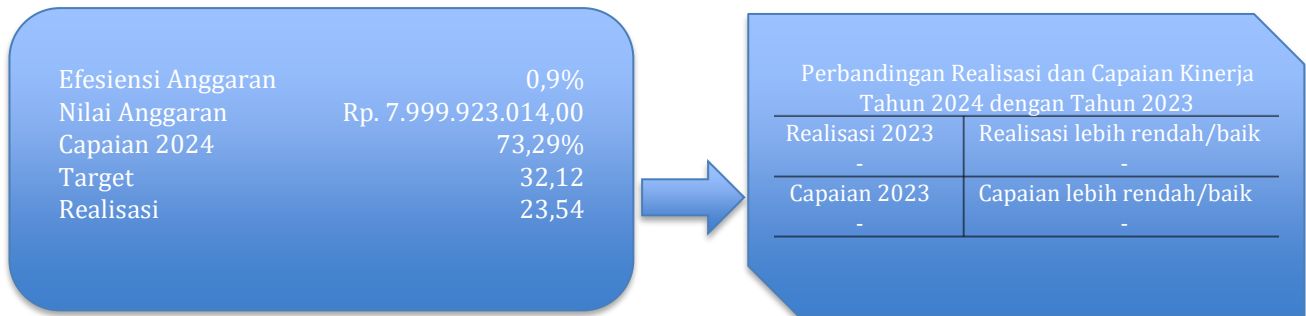 Efesiensi Anggaran 0,9%
Nilai Anggaran Rp. 7.999.923.014,00
Capaian 2024 73,29%
Target 32,12
Realisasi 23,54
Perbandingan Realisasi dan Capaian Kinerja
Tahun 2024 dengan Tahun 2023
Realisasi 2023 Realisasi lebih rendah/baik
- -
Capaian 2023 Capaian lebih rendah/baik
- -